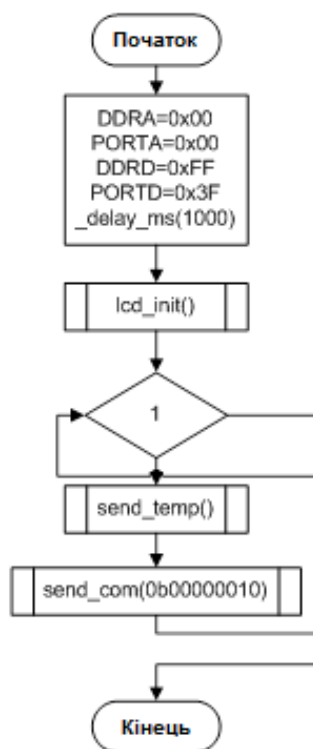 Початок
DDRA=0x00
PORTA=0x00
DDRD=0xFF
PORTD=0x3F
_delay_ms(1000)
lcd_init()
1
send_temp()
send_com(0b00000010)
Кінець